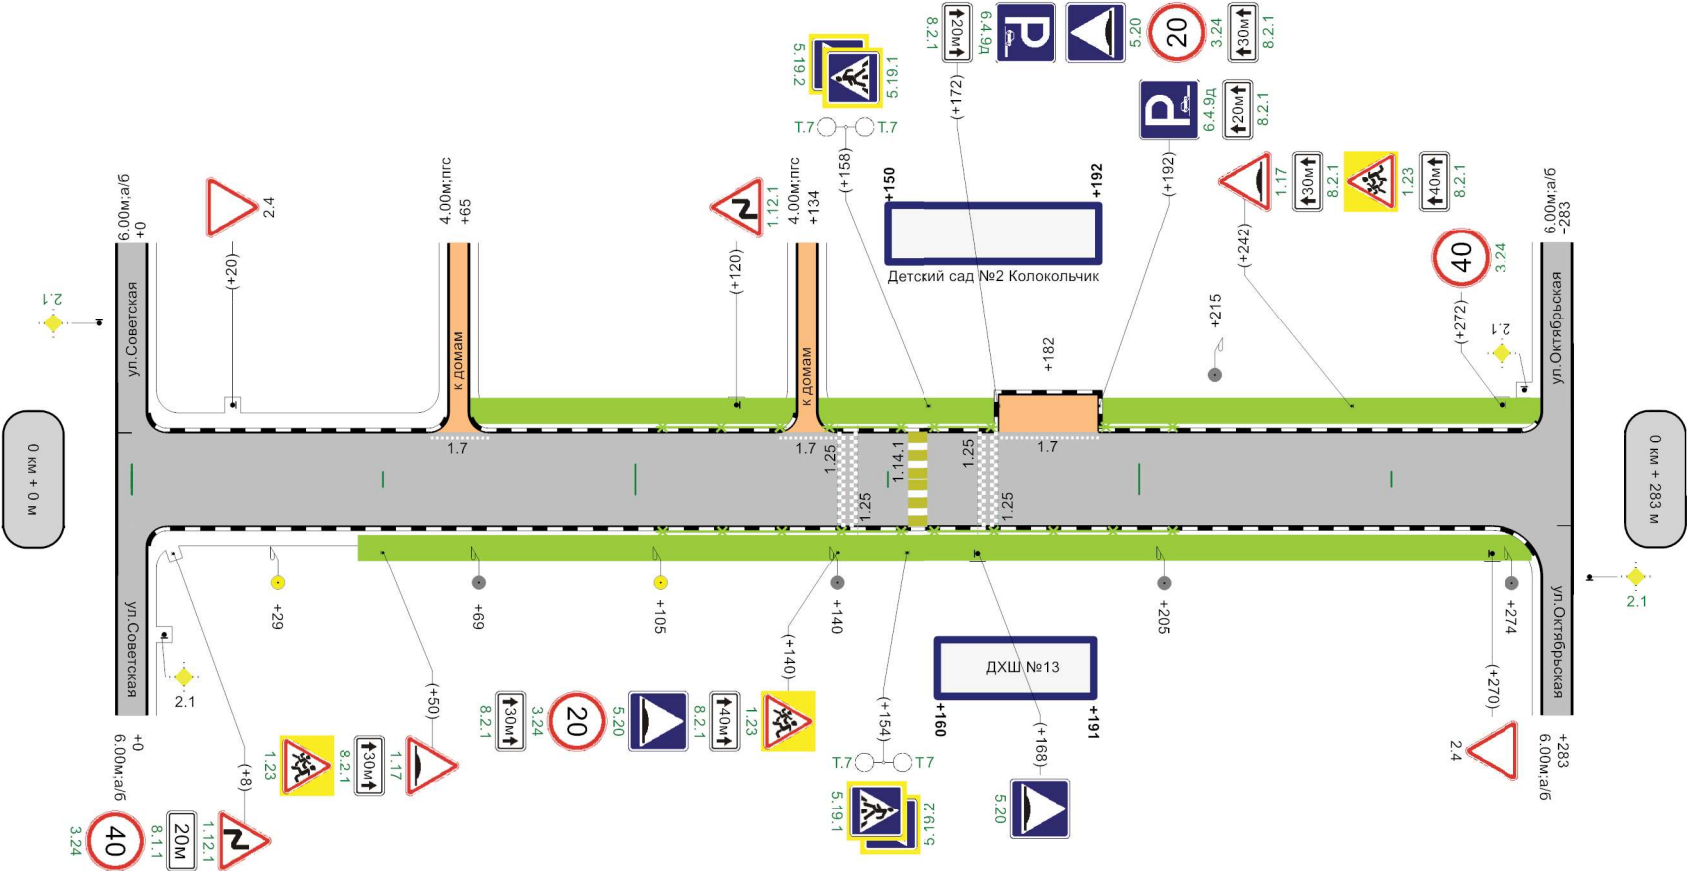 8.2.1
20м
6.4.9д
P
5.20
20
3.24
30м
8.2.1
5.19.2
5.19.1
Т.7
Т.7
(+158)
(+172)
P
6.4.9д
20м
8.2.1
(+192)
1.17
30м
8.2.1
1.23
40м
8.2.1
(+242)
40
3.24
(+272)
2.1
6.00м;а/б
-283
ул.Октябрьская
6.00м;а/б
+0
ул.Советская
2.1
2.4
(+20)
4.00м;пгс
+65
к домам
1.12.1
(+120)
4.00м;пгс
+134
к домам
+150
+192
Детский сад №2 Колокольчик
+182
+215
1.7
1.7
1.25
1.14.1
1.25
1.7
1.25
1.25
0 км + 0 м
0 км + 283 м
+29
+69
+105
+140
+205
+274
ул.Советская
2.1
+0
6.00м;а/б
(+8)
3.24
40
8.1.1
20м
1.12.1
(+50)
1.23
8.2.1
30м
1.17
(+140)
8.2.1
30м
3.24
20
5.20
8.2.1
40м
1.23
(+154)
Т.7
Т.7
5.19.1
5.19.2
ДХШ №13
+160
+191
(+168)
5.20
(+270)
2.4
ул.Октябрьская
+283
6.00м;а/б
2.1